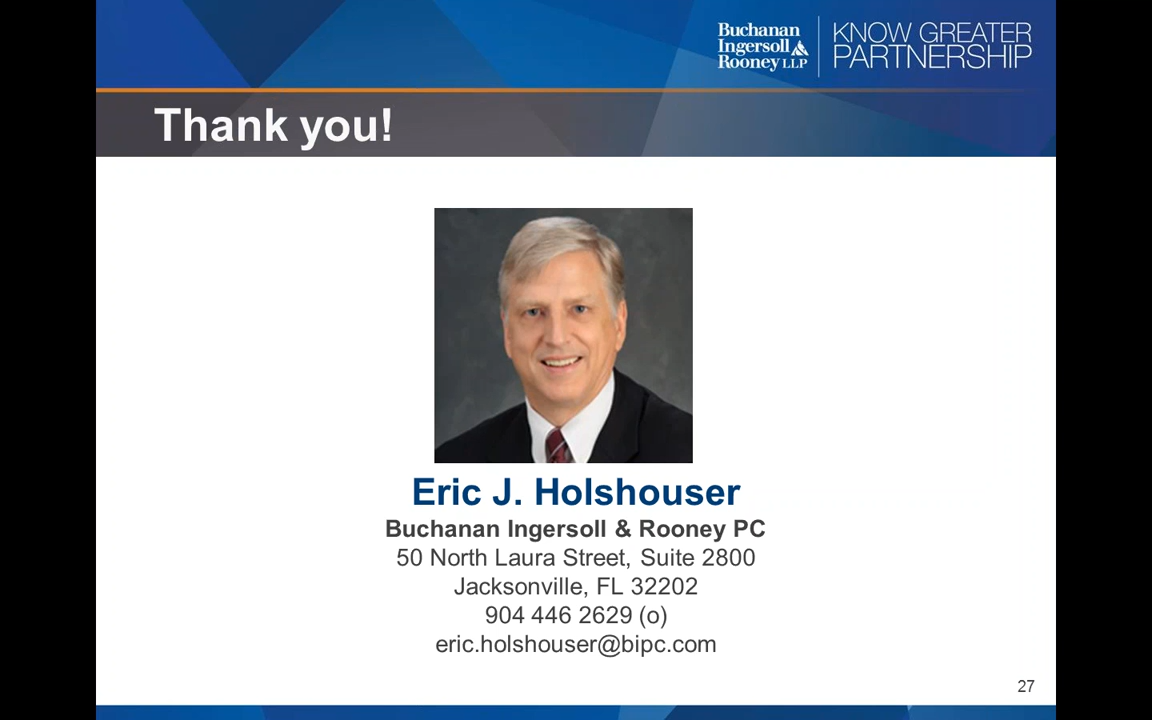 Buchanan
Ingersoll
Rooney LLP
KNOW GREATER
PARTNERSHIP
Thank you!
Eric J. Holshouser
Buchanan Ingersoll & Rooney PC
50 North Laura Street, Suite 2800
Jacksonville, FL 32202
904 446 2629 (o)
eric.holshouser@bipc.com
27